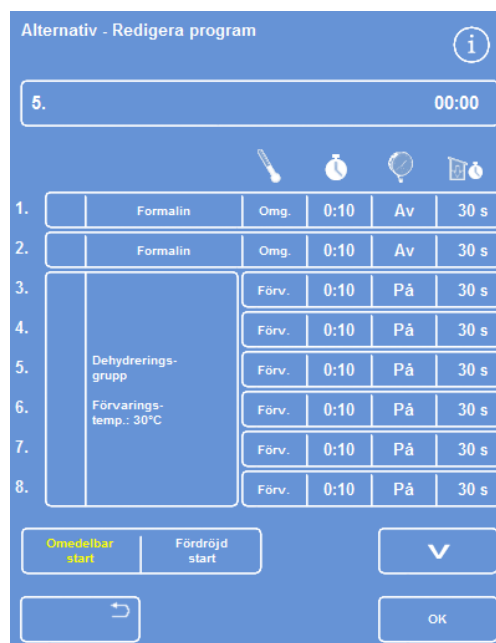 Alternativ - Redigera program
i
5. 00:00
1. Formalin Omg. 0:10 Av 30 s
2. Formalin Omg. 0:10 Av 30 s
3. Förv. 0:10 På 30 s
4. Förv. 0:10 På 30 s
Dehydrerings-
grupp
5. Förv. 0:10 På 30 s
Förvarings-
temp.: 30°C
6. Förv. 0:10 På 30 s
7. Förv. 0:10 På 30 s
8. Förv. 0:10 På 30 s
Omedelbar
start
Fördröjd
start
OK